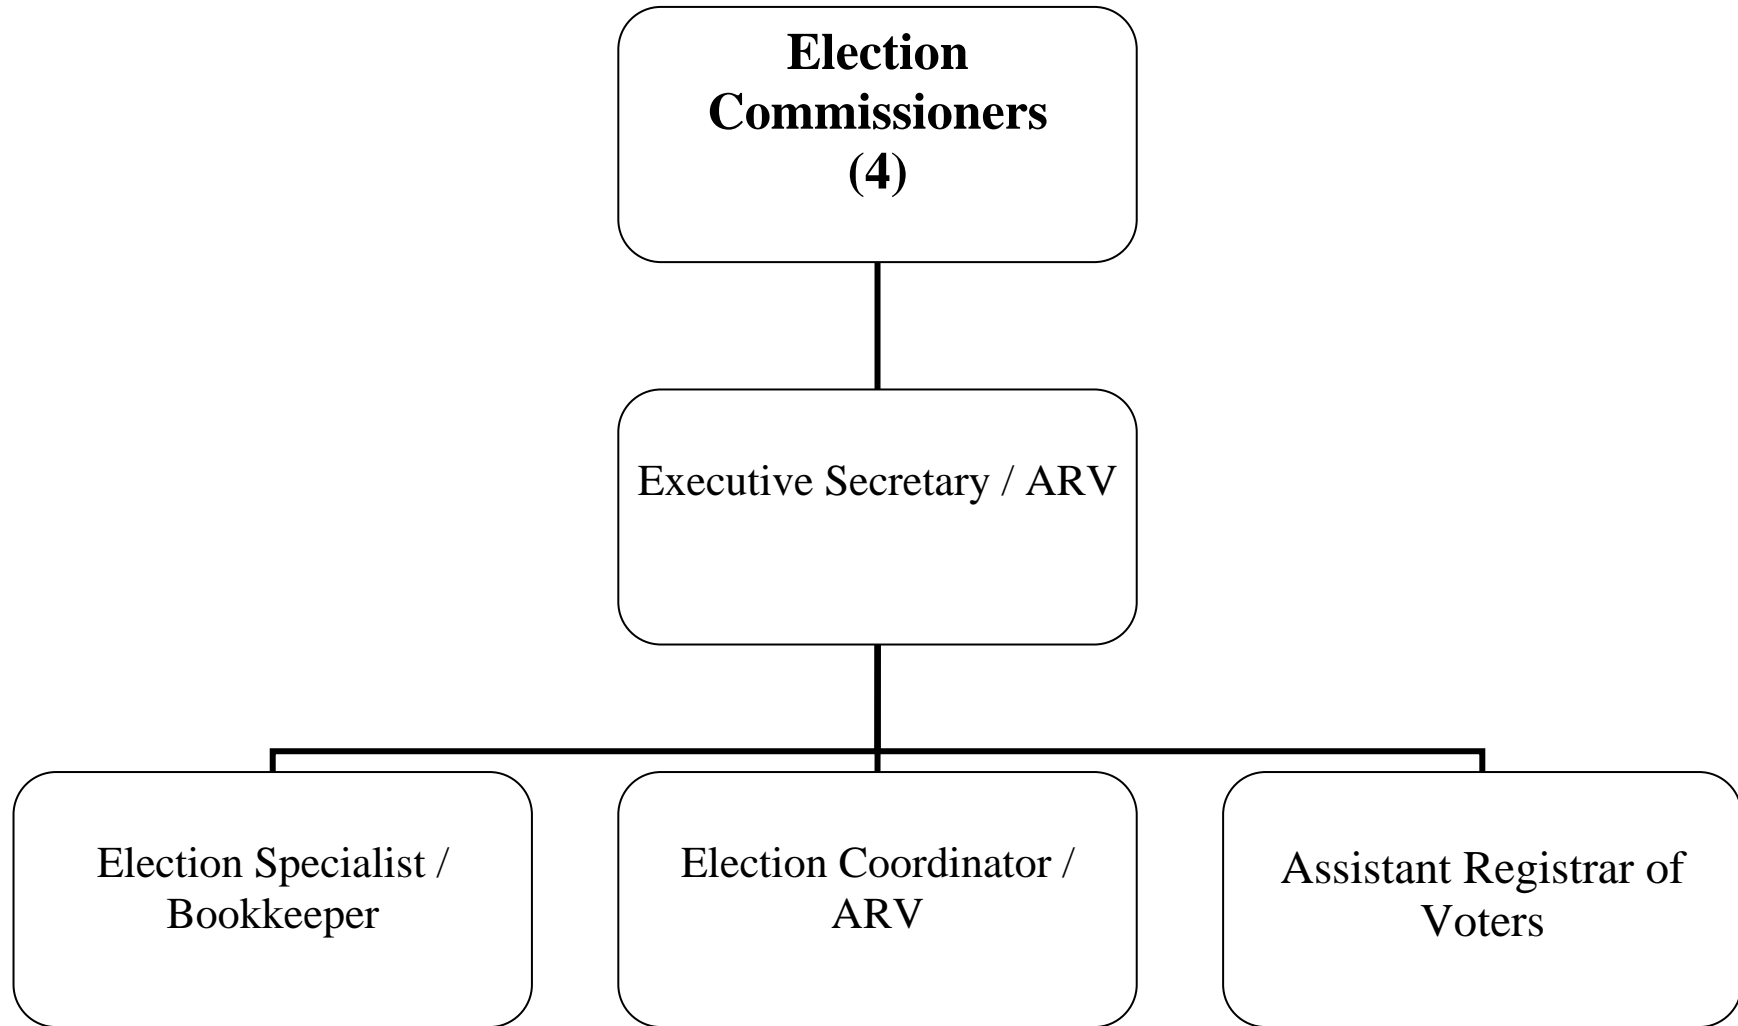 Election
Commissioners
(4)
Executive Secretary / ARV
Election Specialist /
Bookkeeper
Election Coordinator /
ARV
Assistant Registrar of
Voters